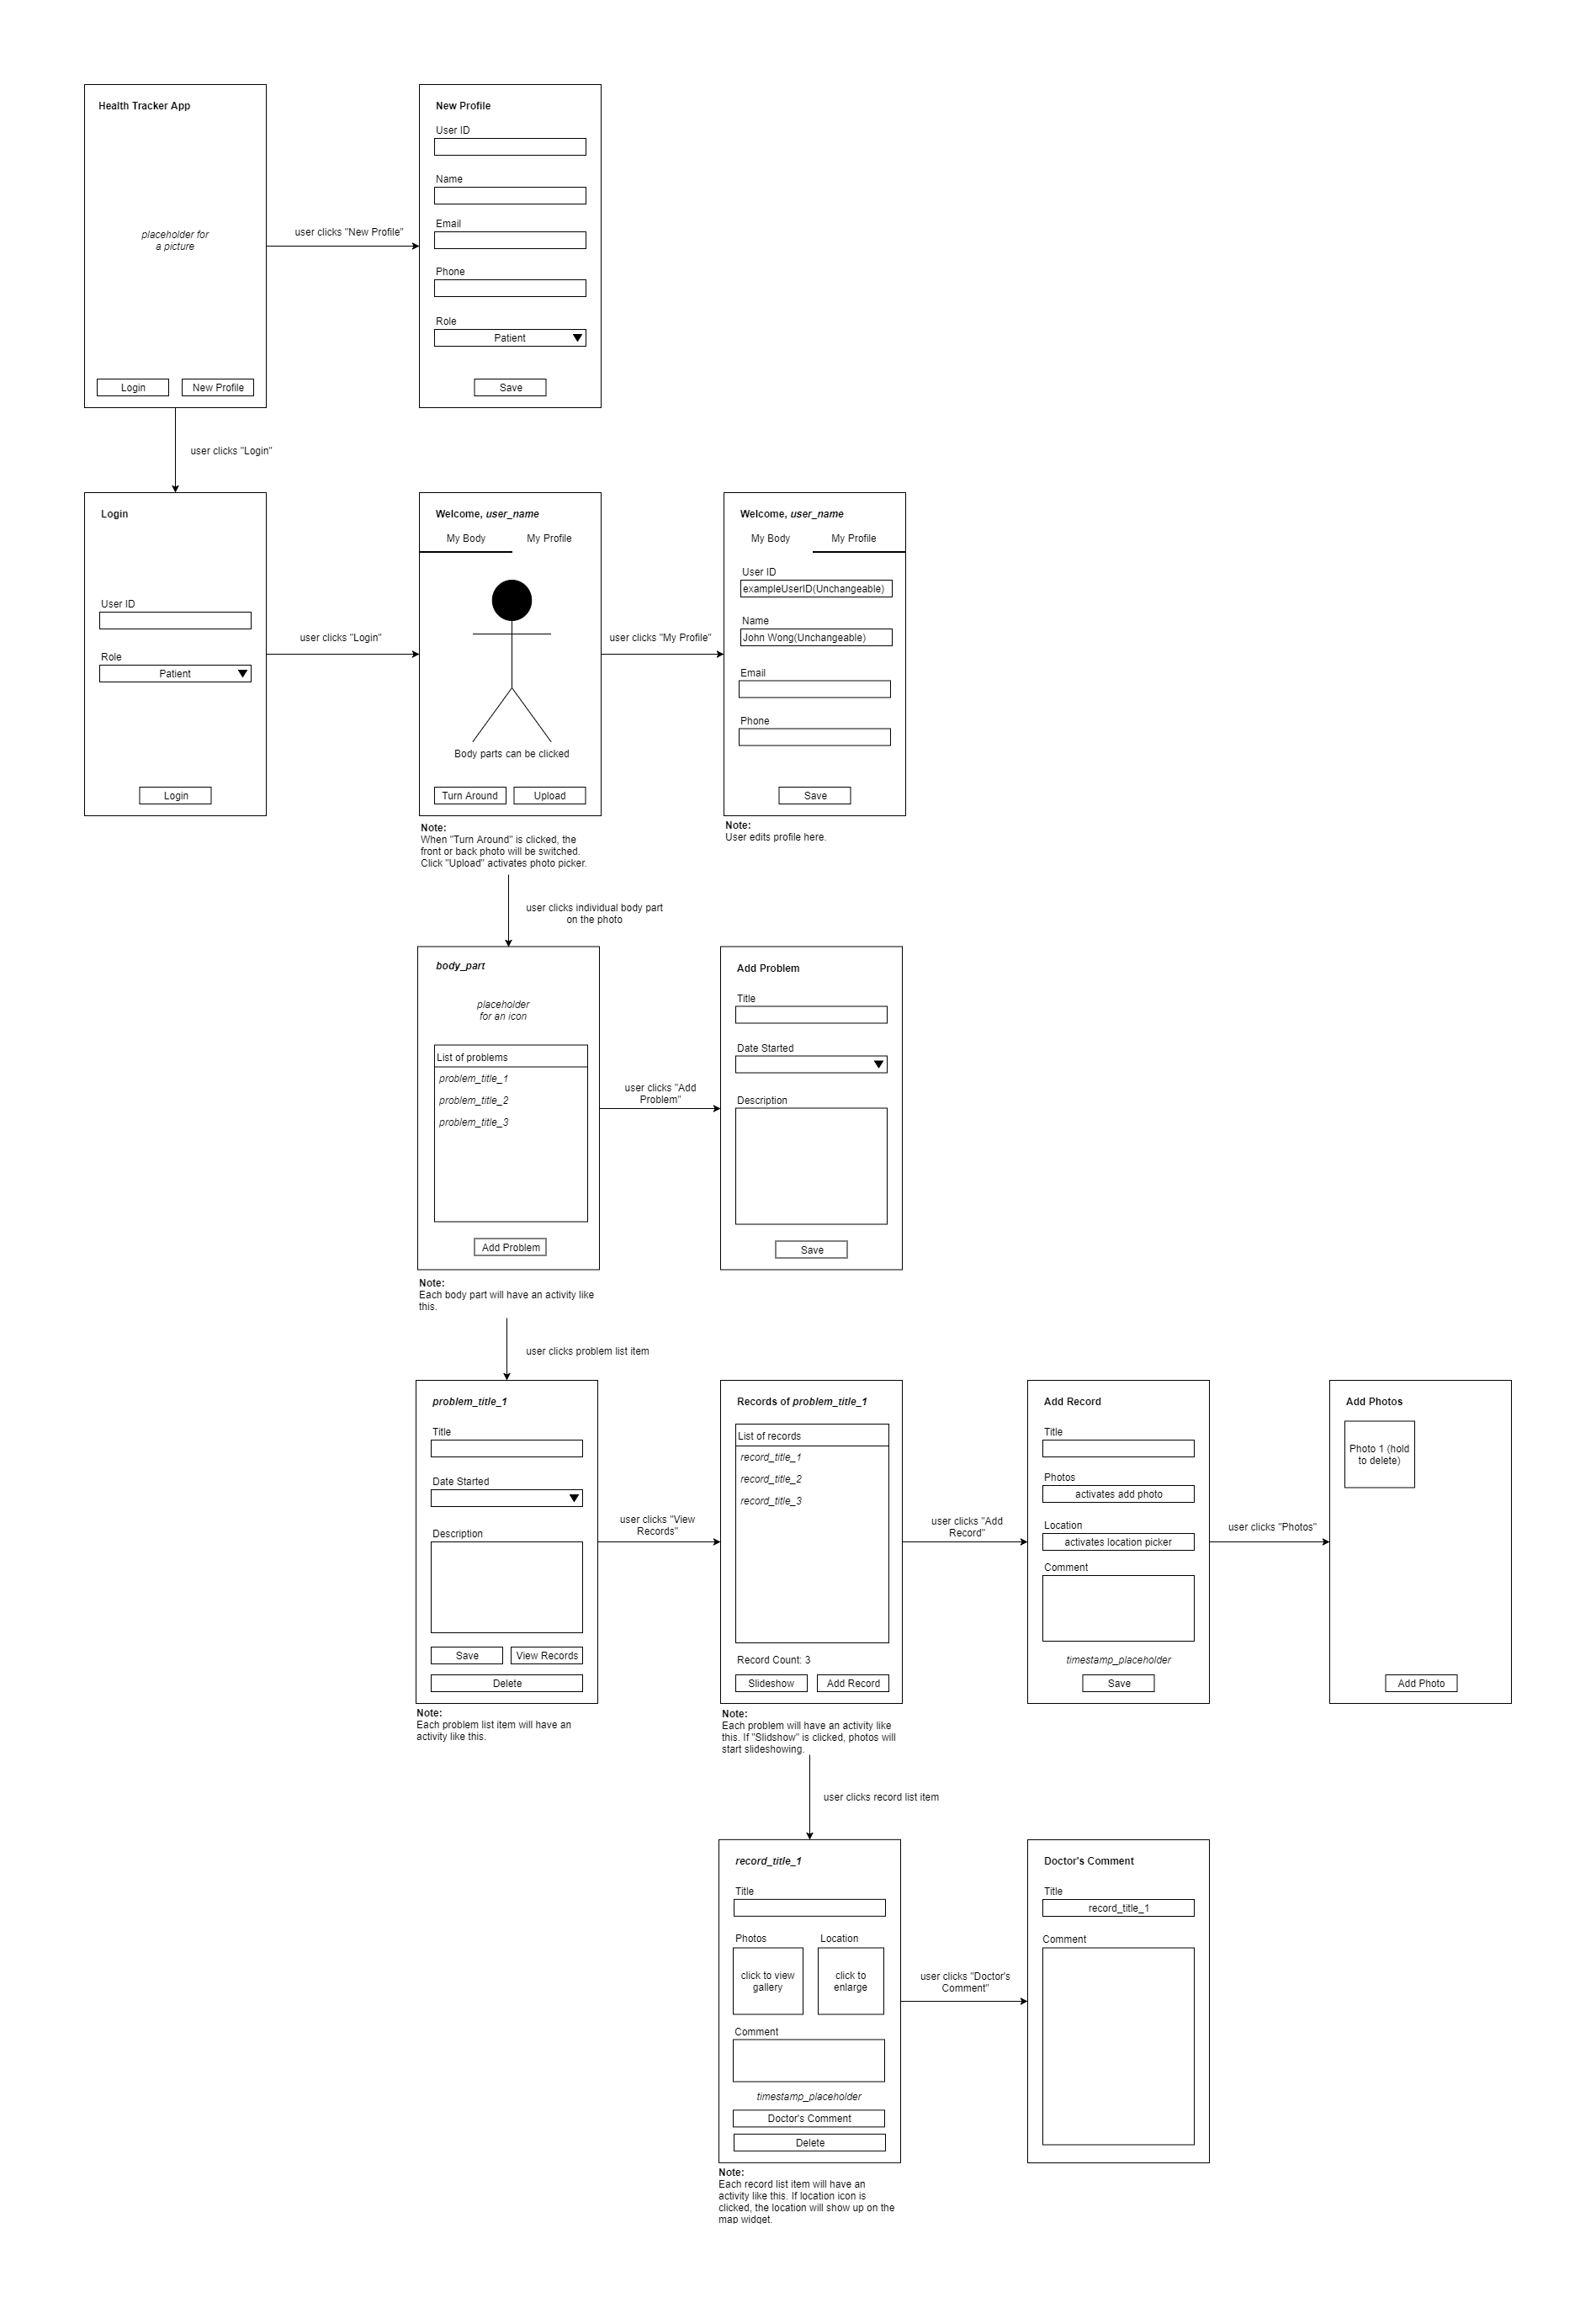 Health Tracker App
placeholder for
a picture
Login
New Profile
user clicks "New Profile"
New Profile
User ID
Name
Email
Phone
Role
Patient
Save
user clicks "Login"
Login
User ID
Role
Patient
Login
user clicks "Login"
Welcome, user_name
My Body
My Profile
Body parts can be clicked
Turn Around
Upload
Note:
When "Turn Around" is clicked, the
front or back photo will be switched.
Click "Upload" activates photo picker.
user clicks "My Profile"
Welcome, user_name
My Body
My Profile
User ID
exampleUserID(Unchangeable)
Name
John Wong(Unchangeable)
Email
Phone
Save
Note:
User edits profile here.
user clicks individual body part
on the photo
body_part
placeholder
for an icon
List of problems
problem_title_1
problem_title_2
problem_title_3
Add Problem
Note:
Each body part will have an activity like
this.
user clicks "Add
Problem"
Add Problem
Title
Date Started
Description
Save
user clicks problem list item
problem_title_1
Title
Date Started
Description
Save
View Records
Delete
Note:
Each problem list item will have an
activity like this.
user clicks "View
Records"
Records of problem_title_1
List of records
record_title_1
record_title_2
record_title_3
Record Count: 3
Slideshow
Add Record
Note:
Each problem will have an activity like
this. If "Slidshow" is clicked, photos will
start slideshowing.
user clicks "Add
Record"
Add Record
Title
Photos
activates add photo
Location
activates location picker
Comment
timestamp_placeholder
Save
user clicks "Photos"
Add Photos
Photo 1 (hold
to delete)
Add Photo
user clicks record list item
record_title_1
Title
Photos
Location
click to view
gallery
click to
enlarge
Comment
timestamp_placeholder
Doctor's Comment
Delete
Note:
Each record list item will have an
activity like this. If location icon is
clicked, the location will show up on the
map widget.
user clicks "Doctor's
Comment"
Doctor's Comment
Title
record_title_1
Comment